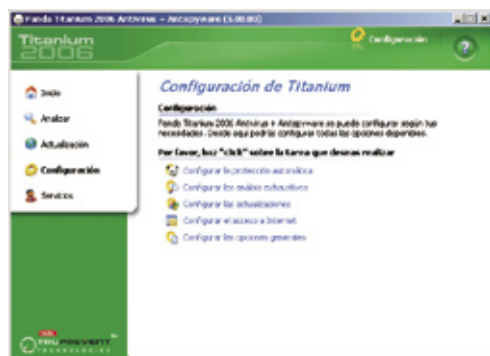 Panda Titanium 2006 Antivirus + Antispyware (5.00.00)
Titanium
2006
Configuración
?
Inicio
Analizar
Actualización
Configuración
Servicios
Configuración de Titanium
Configuración
Panda Titanium 2006 Antivirus + Antispyware se puede configurar según tus
necesidades. Desde aquí podrás configurar todas las opciones disponibles.
Por favor, haz "click" sobre la tarea que deseas realizar
Configurar la protección automática
Configurar los análisis exhaustivos
Configurar las actualizaciones
Configurar el acceso a Internet
Configurar las opciones generales
TRUPREVENT
TECHNOLOGIES